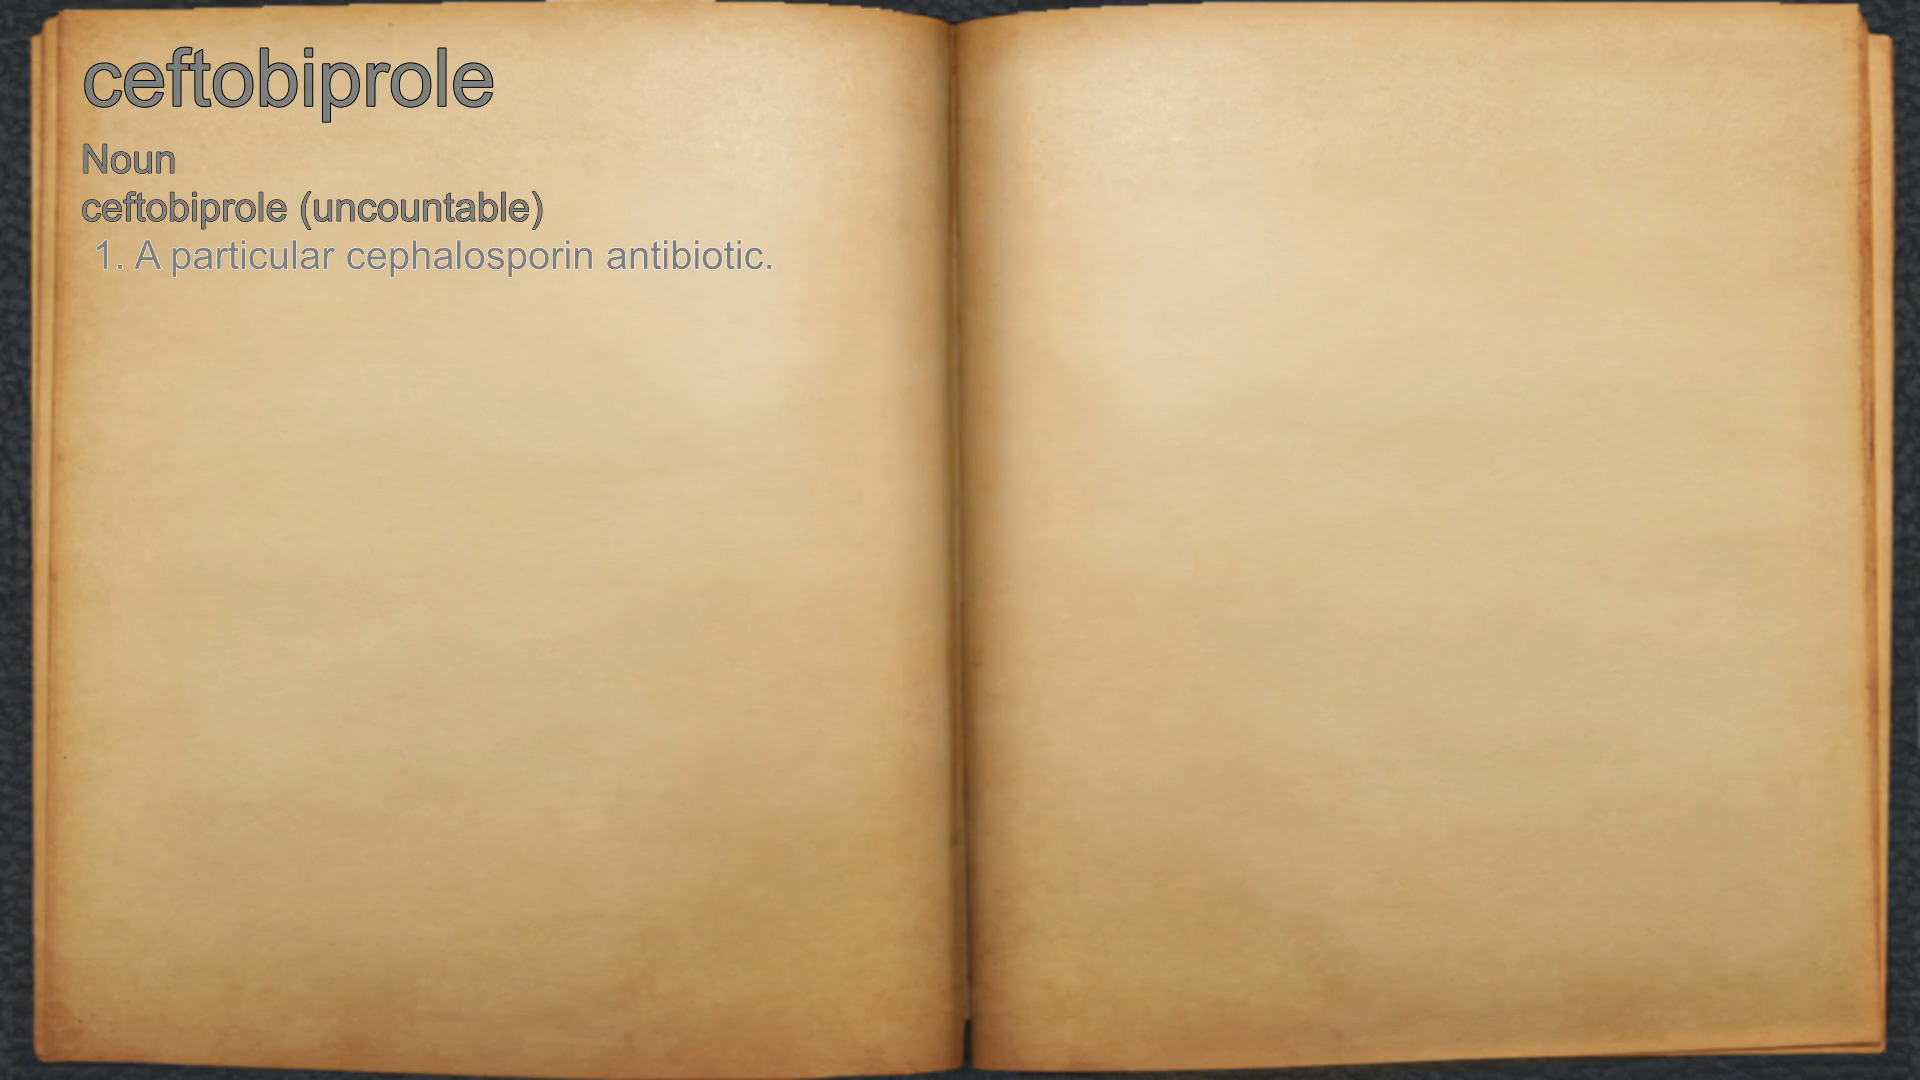 ceftobiprole
Noun
ceftobiprole (uncountable)
1. A particular cephalosporin antibiotic.